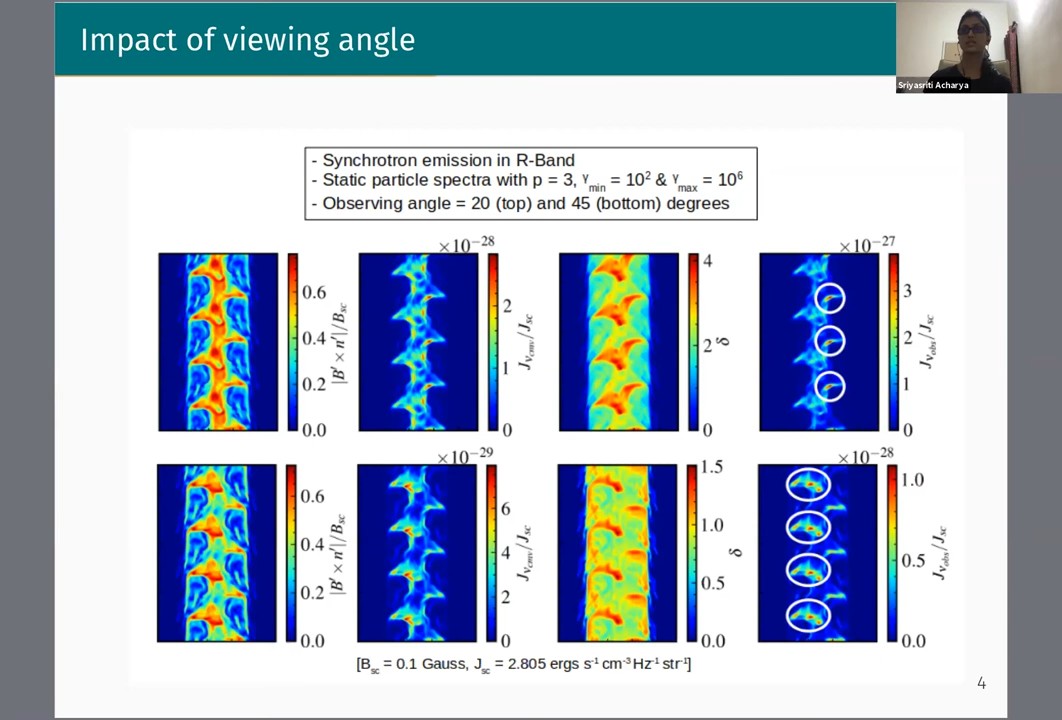 Impact of viewing angle
Sriyasriti Acharya
- Synchrotron emission in R-Band
- Static particle spectra with p = 3, γmin = 10² & γmax = 10⁶
- Observing angle = 20 (top) and 45 (bottom) degrees
0.6
0.4
0.2
0.0
|B' × n'|/Bsc
×10⁻²⁸
2
1
0
Jνcmv/Jsc
4
2
0
δ
×10⁻²⁷
3
2
1
0
Jνobs/Jsc
0.6
0.4
0.2
0.0
|B' × n'|/Bsc
×10⁻²⁹
6
4
2
0
Jνcmv/Jsc
1.5
1.0
0.5
0.0
δ
×10⁻²⁸
1.0
0.5
0.0
Jνobs/Jsc
[Bsc = 0.1 Gauss, Jsc = 2.805 ergs s⁻¹ cm⁻³ Hz⁻¹ str⁻¹]
4